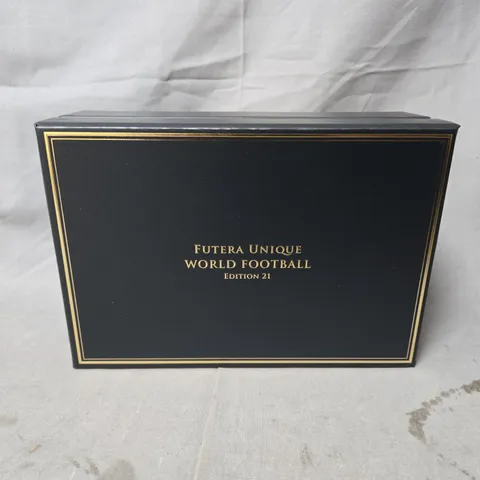 Futera Unique
WORLD FOOTBALL
Edition 21